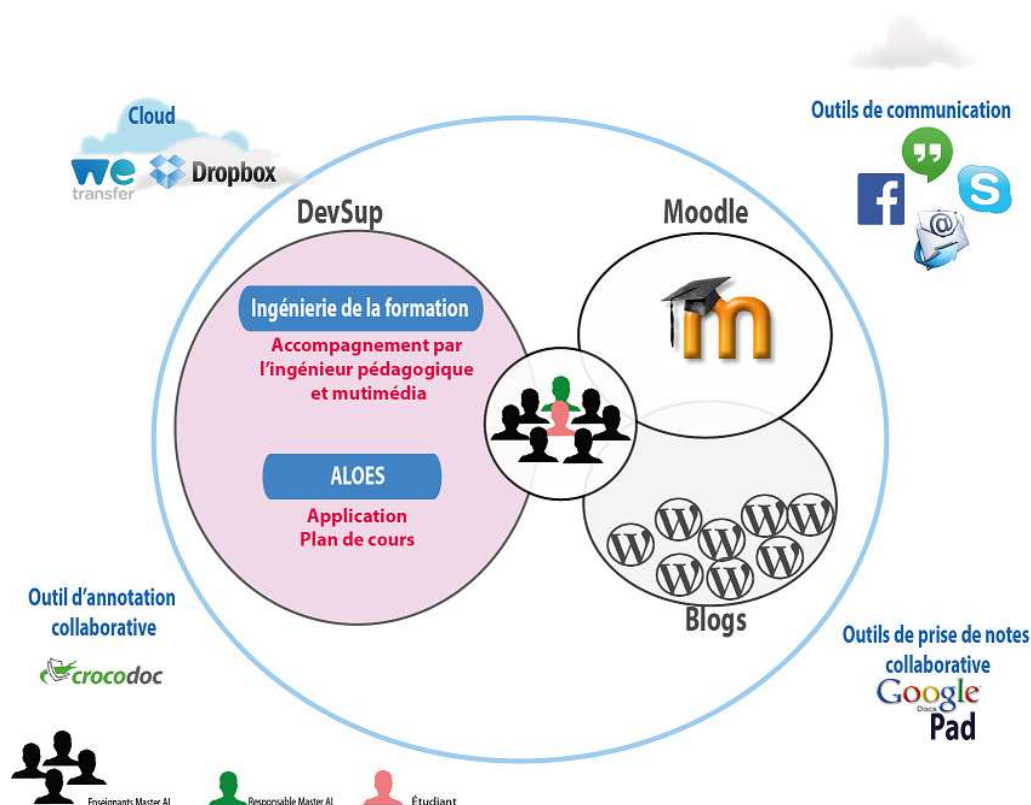 Cloud
we
transfer
Dropbox
Outils de communication
DevSup
Moodle
Ingénierie de la formation
Accompagnement par
l'ingénieur pédagogique
et mutimédia
ALOES
Application
Plan de cours
m
W W W W W W W W W
Blogs
Outil d'annotation
collaborative
crocodoc
Outils de prise de notes
collaborative
Google
Docs
Pad
Enseignants Master AI
Responsable Master AI
Étudiant